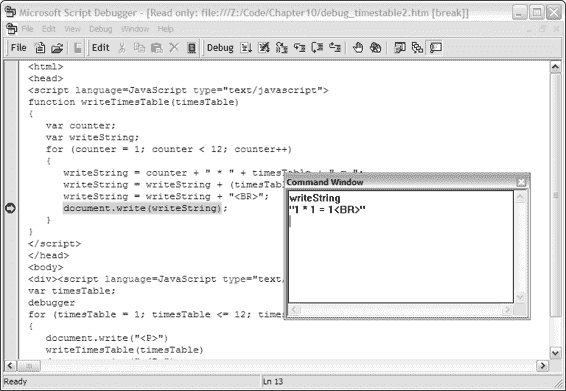 Microsoft Script Debugger - [Read only: file:///Z:/Code/Chapter10/debug_timestable2.htm [break]]
File Edit View Debug Window Help
File Edit Debug
<html>
<head>
<script language=JavaScript type="text/javascript">
function writeTimesTable(timesTable)
{
var counter;
var writeString;
for (counter = 1; counter < 12; counter++)
{
writeString = counter + " * " + timesTable + " = ";
writeString = writeString + (timesTa
writeString = writeString + "<BR>";
document.write(writeString);
}
}
</script>
</head>
<body>
<div><script language=JavaScript type="text/
var timesTable;
debugger
for (timesTable = 1; timesTable <= 12; times
{
document.write("<P>")
writeTimesTable(timesTable)
Command Window
writeString
"1 * 1 = 1<BR>"
Ready
Ln 13